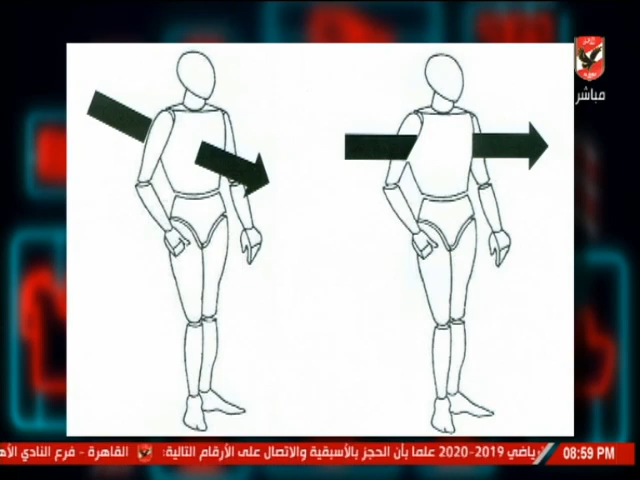 مباشر
رياضي 2019-2020 علما بأن الحجز بالأسبقية والاتصال على الأرقام التالية: القاهرة - فرع النادي الأه
08:59 PM